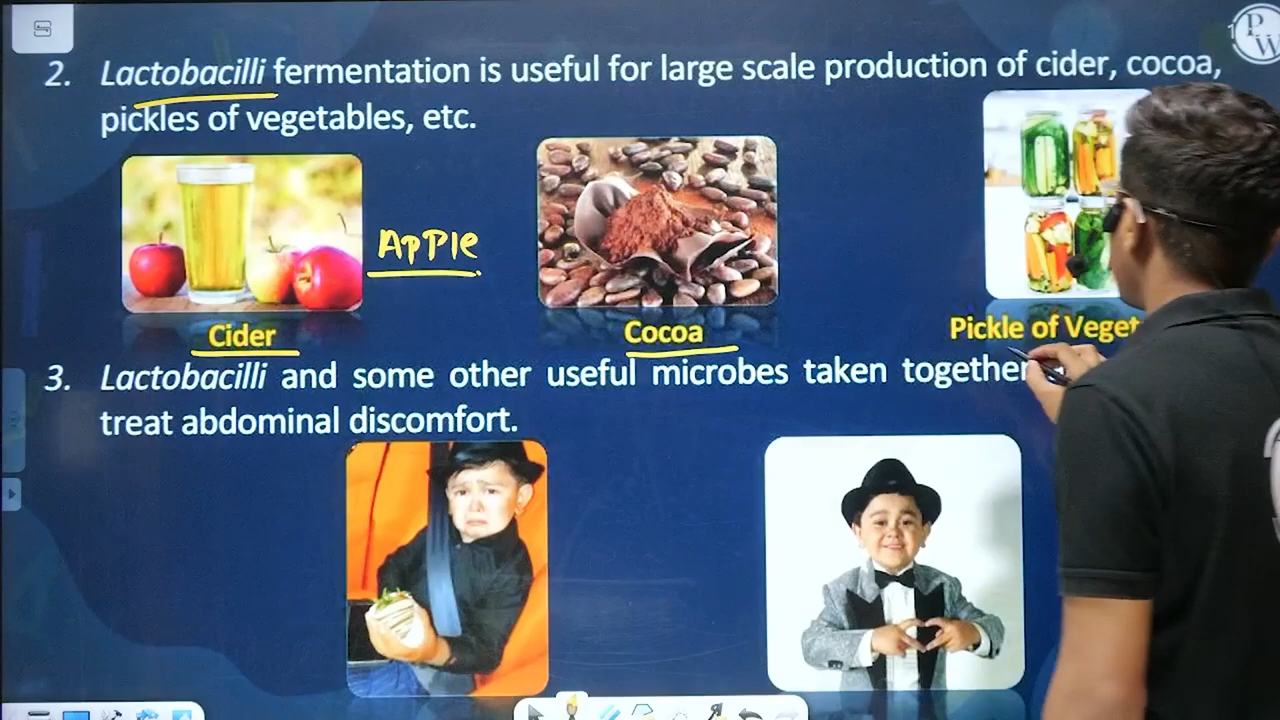 PW
2. Lactobacilli fermentation is useful for large scale production of cider, cocoa,
pickles of vegetables, etc.
APPle
Cider
Cocoa
Pickle of
3. Lactobacilli and some other useful microbes taken together
treat abdominal discomfort.